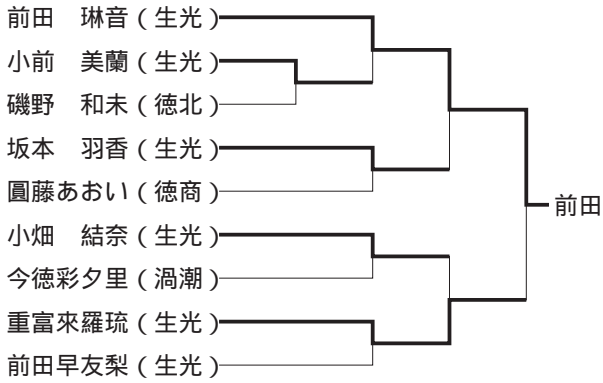 前田　琳音（生光）
小前　美蘭（生光）
磯野　和未（徳北）
坂本　羽香（生光）
圓藤あおい（徳商）
小畑　結奈（生光）
今徳彩夕里（渦潮）
重富來羅琉（生光）
前田早友梨（生光）
前田